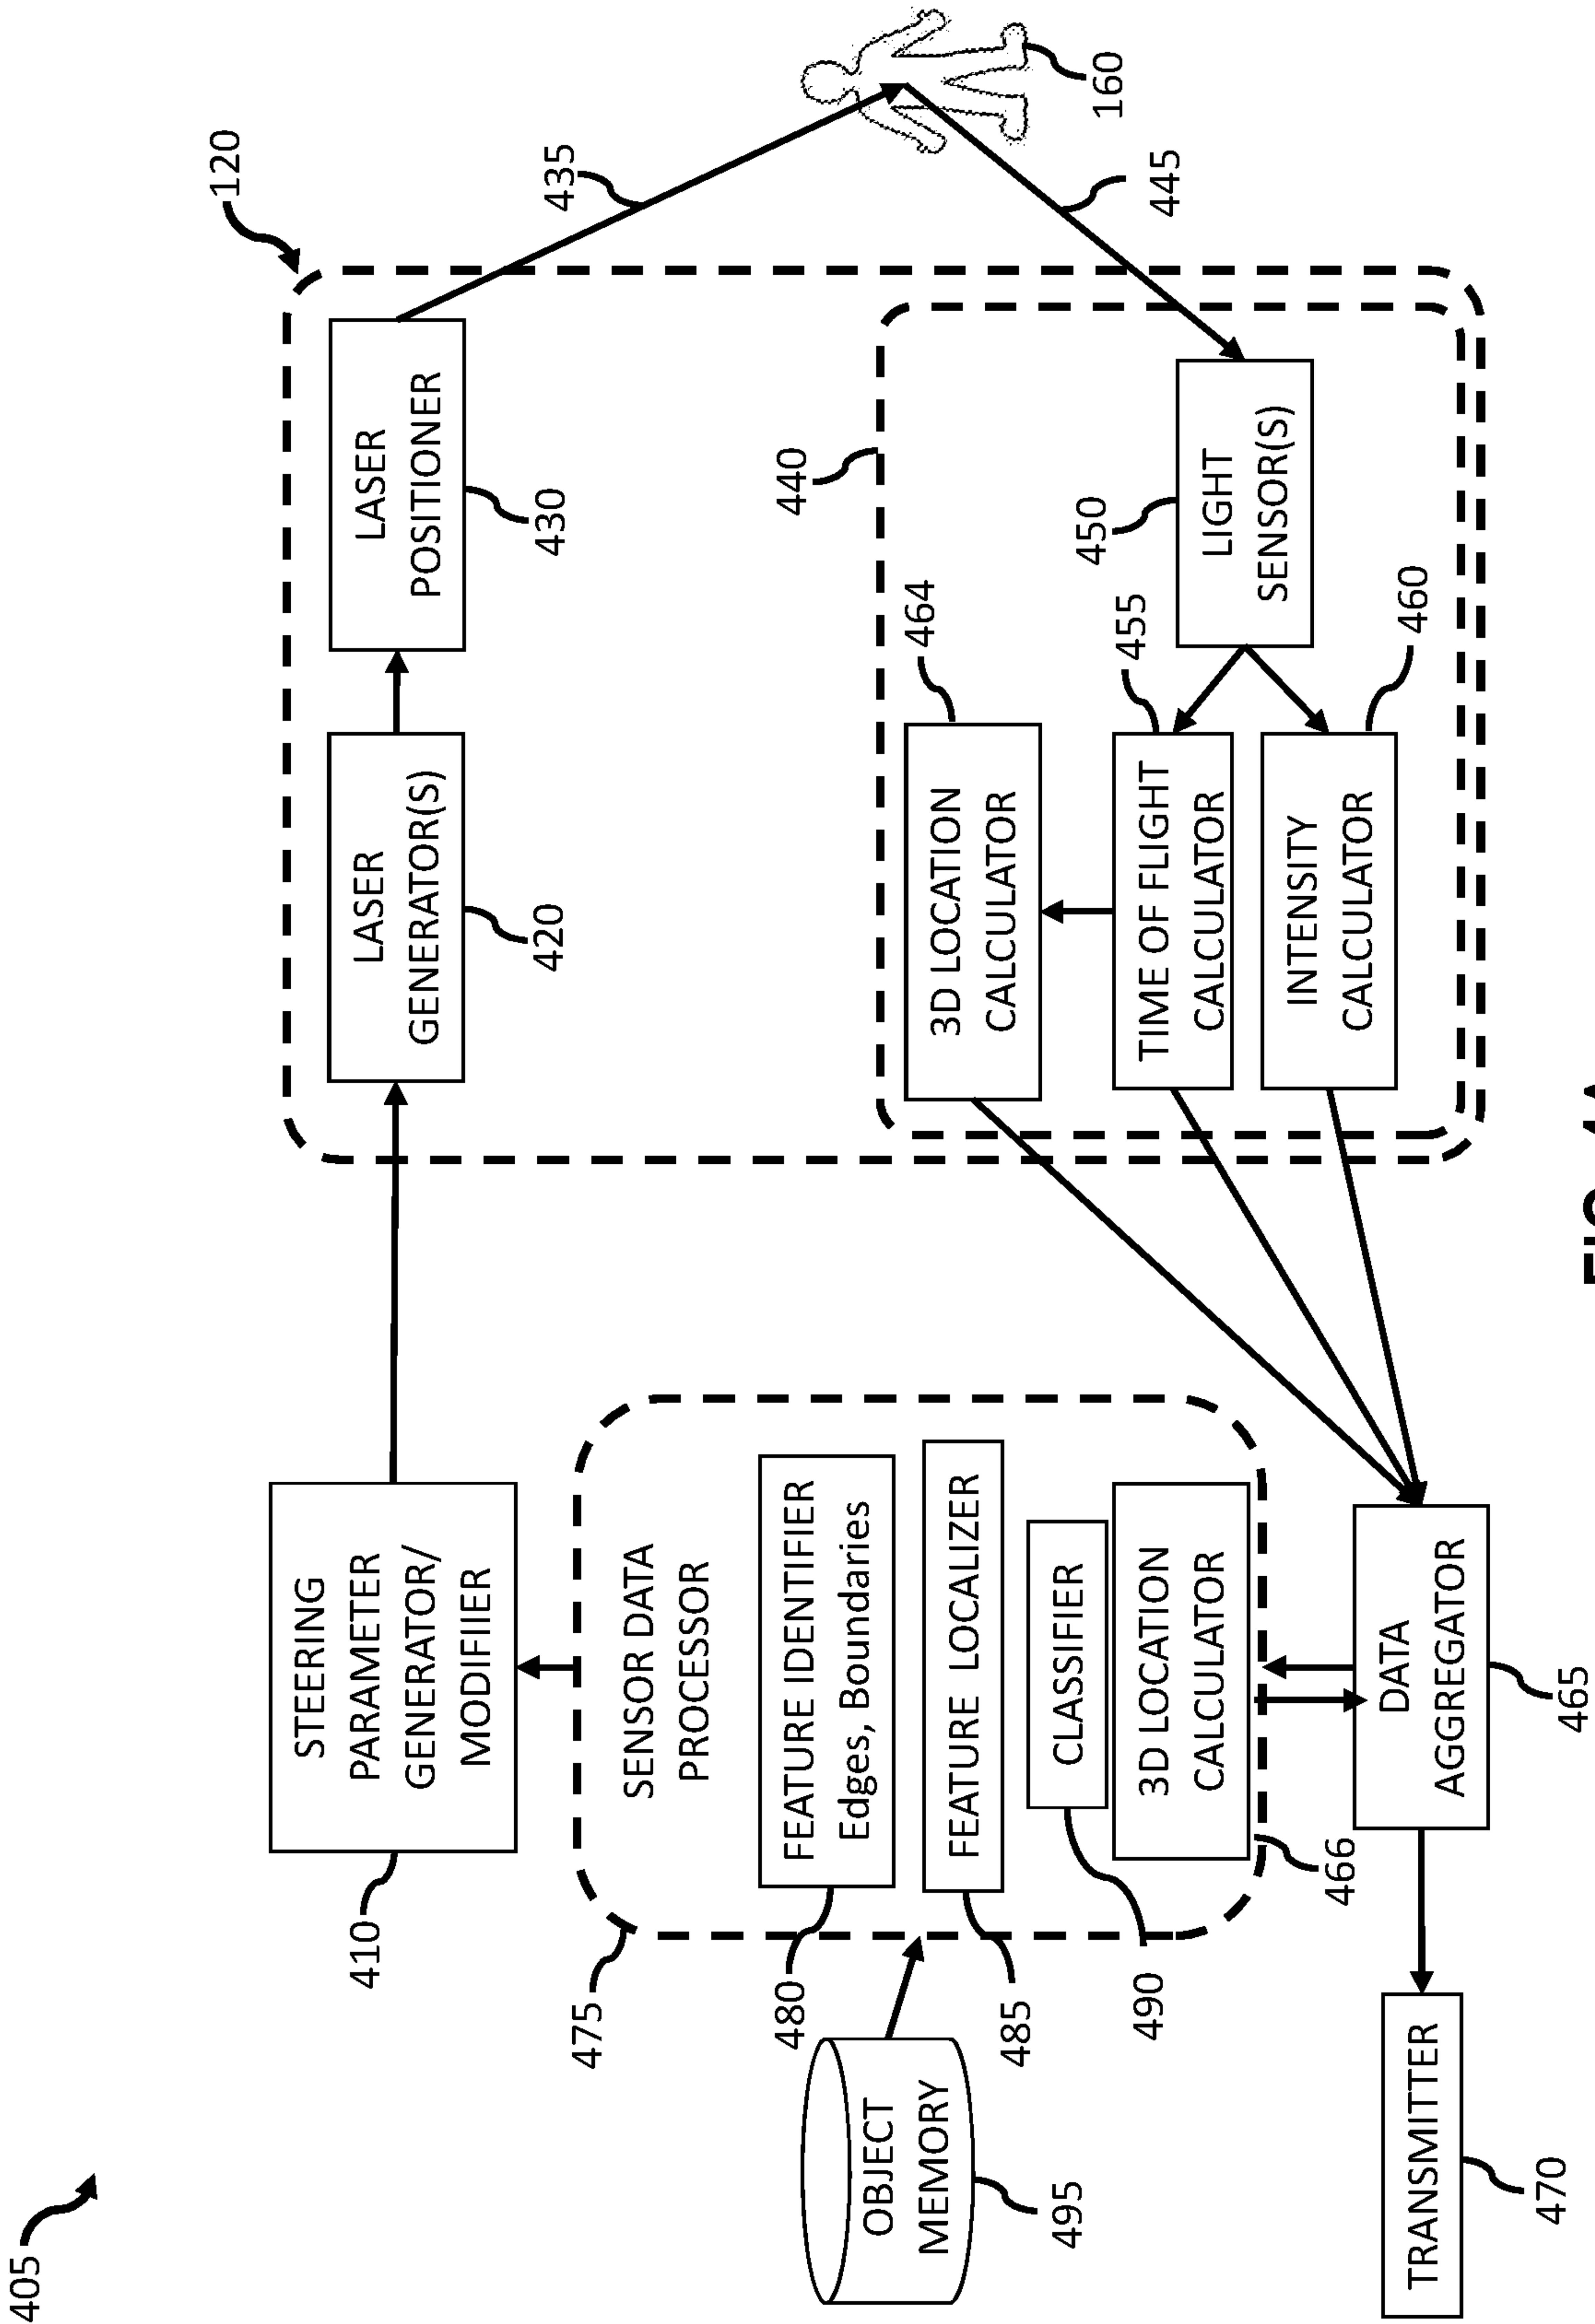 405
120
STEERING
PARAMETER
GENERATOR/
MODIFIIER
410
LASER
GENERATOR(S)
420
LASER
POSITIONER
430
435
475
SENSOR DATA
PROCESSOR
FEATURE IDENTIFIER
Edges, Boundaries
480
FEATURE LOCALIZER
485
CLASSIFIER
490
3D LOCATION
CALCULATOR
466
OBJECT
MEMORY
495
440
3D LOCATION
CALCULATOR
464
TIME OF FLIGHT
CALCULATOR
455
INTENSITY
CALCULATOR
460
LIGHT
SENSOR(S)
450
445
160
DATA
AGGREGATOR
465
TRANSMITTER
470